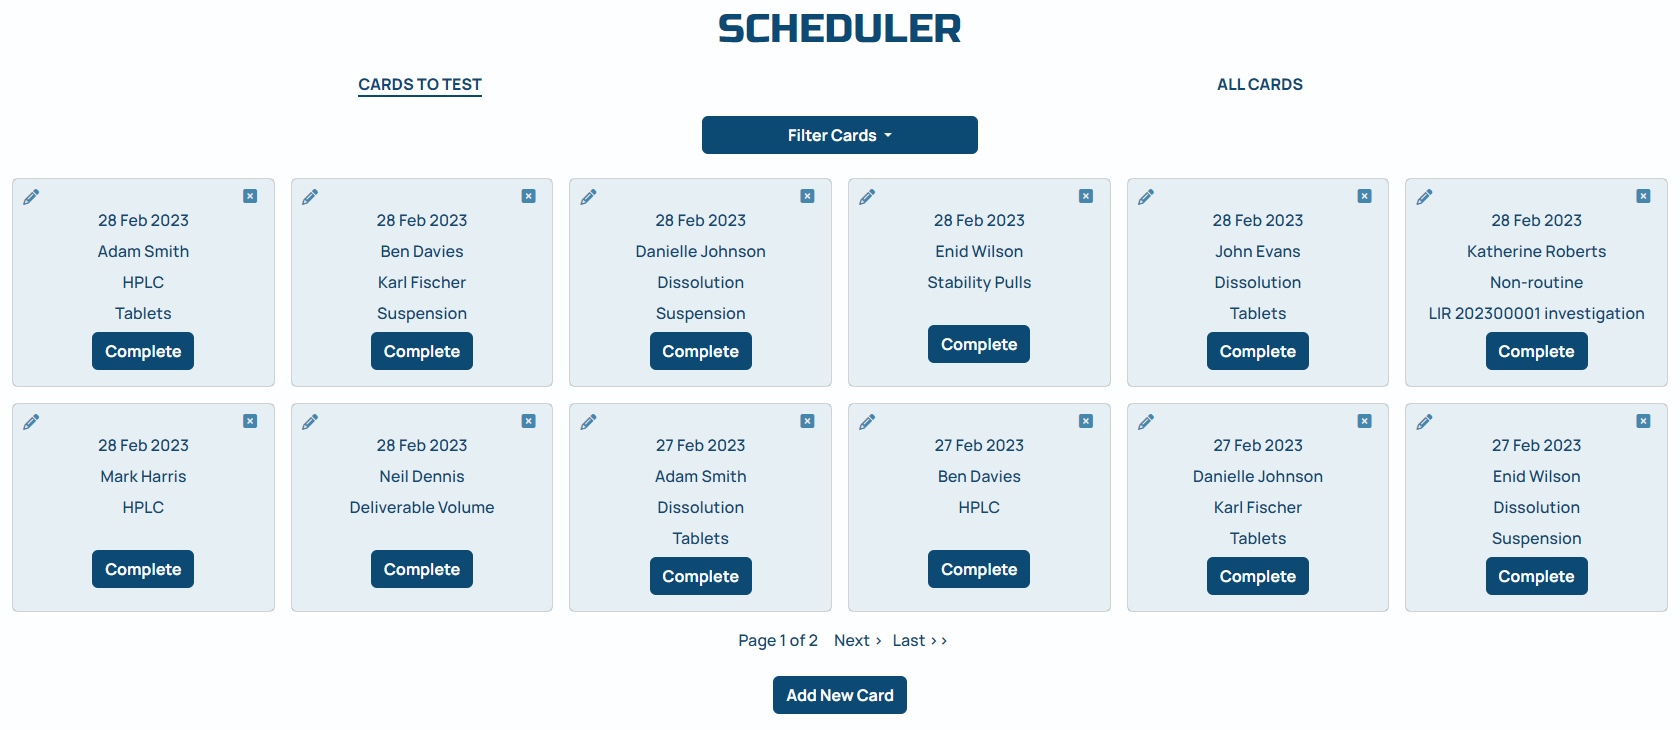 SCHEDULER
CARDS TO TEST
ALL CARDS
Filter Cards
28 Feb 2023
Adam Smith
HPLC
Tablets
Complete
28 Feb 2023
Ben Davies
Karl Fischer
Suspension
Complete
28 Feb 2023
Danielle Johnson
Dissolution
Suspension
Complete
28 Feb 2023
Enid Wilson
Stability Pulls
Complete
28 Feb 2023
John Evans
Dissolution
Tablets
Complete
28 Feb 2023
Katherine Roberts
Non-routine
LIR 202300001 investigation
Complete
28 Feb 2023
Mark Harris
HPLC
Complete
28 Feb 2023
Neil Dennis
Deliverable Volume
Complete
27 Feb 2023
Adam Smith
Dissolution
Tablets
Complete
27 Feb 2023
Ben Davies
HPLC
Complete
27 Feb 2023
Danielle Johnson
Karl Fischer
Tablets
Complete
27 Feb 2023
Enid Wilson
Dissolution
Suspension
Complete
Page 1 of 2 Next › Last ››
Add New Card